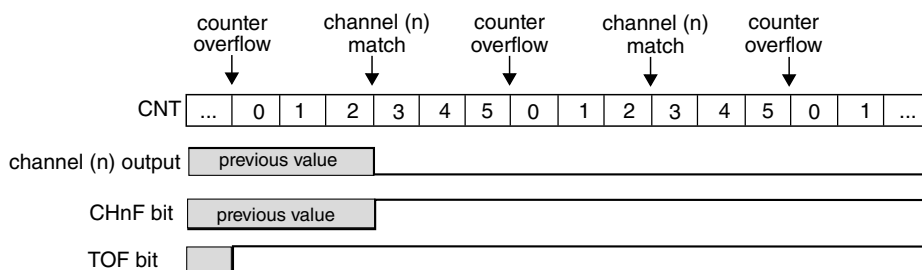 counter overflow
channel (n) match
counter overflow
channel (n) match
counter overflow
CNT ... 0 1 2 3 4 5 0 1 2 3 4 5 0 1 ...
channel (n) output previous value
CHnF bit previous value
TOF bit